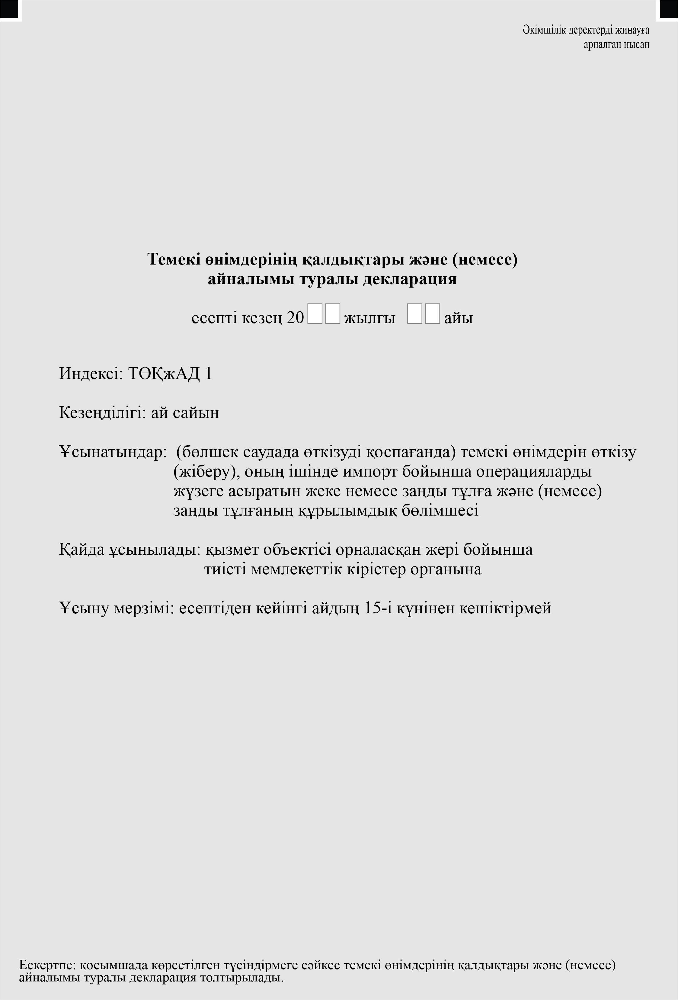 Әкімшілік деректерді жинауға
арналған нысан
Темекі өнімдерінің қалдықтары және (немесе)
айналымы туралы декларация
есепті кезең 20 жылғы айы
Индексі: ТӨҚжАД 1
Кезеңділігі: ай сайын
Ұсынатындар: (бөлшек саудада өткізуді қоспағанда) темекі өнімдерін өткізу
(жіберу), оның ішінде импорт бойынша операцияларды
жүзеге асыратын жеке немесе заңды тұлға және (немесе)
заңды тұлғаның құрылымдық бөлімшесі
Қайда ұсынылады: қызмет объектісі орналасқан жері бойынша
тиісті мемлекеттік кірістер органына
Ұсыну мерзімі: есептіден кейінгі айдың 15-і күнінен кешіктірмей
Ескертпе: қосымшада көрсетілген түсіндірмеге сәйкес темекі өнімдерінің қалдықтары және (немесе)
айналымы туралы декларация толтырылады.